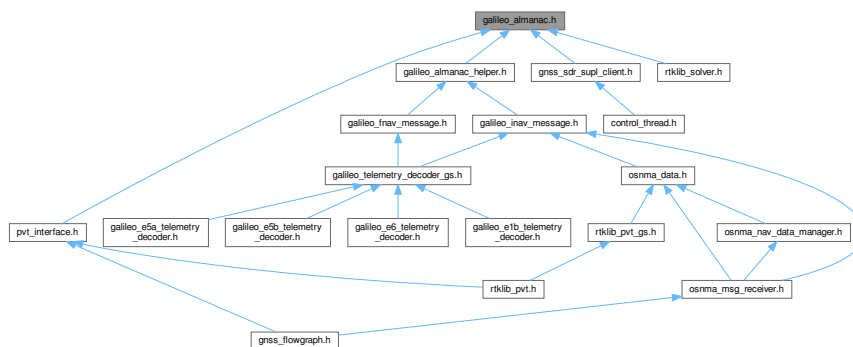 galileo_almanac.h
galileo_almanac_helper.h
gnss_sdr_supl_client.h
rtklib_solver.h
galileo_fnav_message.h
galileo_inav_message.h
control_thread.h
galileo_telemetry_decoder_gs.h
osnma_data.h
pvt_interface.h
galileo_e5a_telemetry
_decoder.h
galileo_e5b_telemetry
_decoder.h
galileo_e6_telemetry
_decoder.h
galileo_e1b_telemetry
_decoder.h
rtklib_pvt_gs.h
osnma_nav_data_manager.h
rtklib_pvt.h
osnma_msg_receiver.h
gnss_flowgraph.h